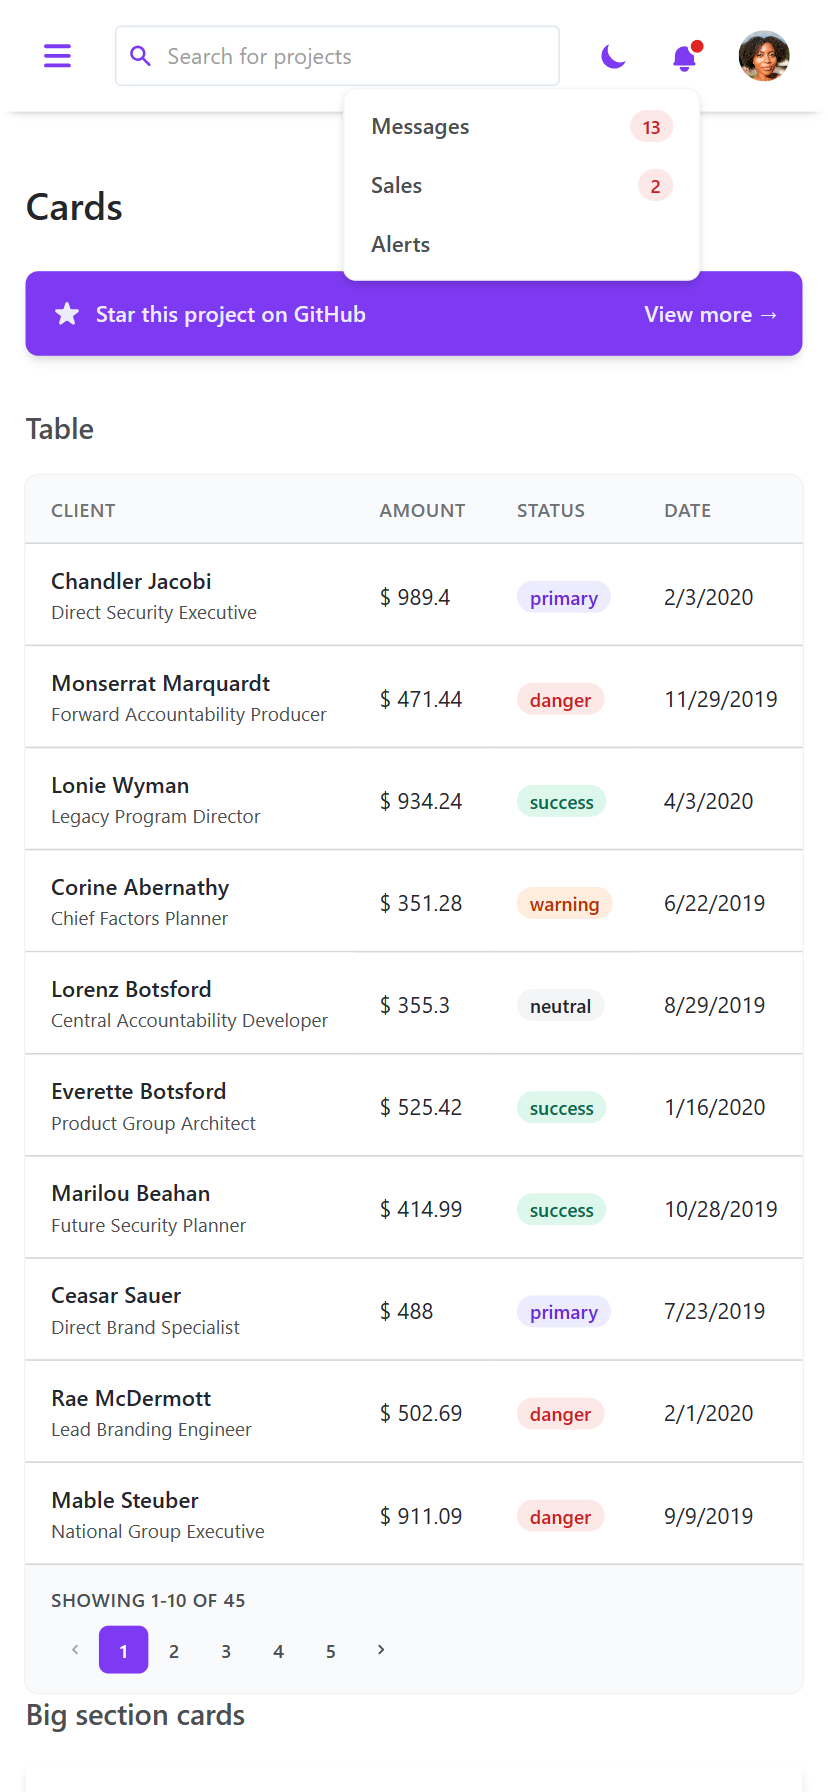 Search for projects
Messages 13
Sales 2
Alerts
Cards
Star this project on GitHub View more →
Table
CLIENT AMOUNT STATUS DATE
Chandler Jacobi
Direct Security Executive
$ 989.4 primary 2/3/2020
Monserrat Marquardt
Forward Accountability Producer
$ 471.44 danger 11/29/2019
Lonie Wyman
Legacy Program Director
$ 934.24 success 4/3/2020
Corine Abernathy
Chief Factors Planner
$ 351.28 warning 6/22/2019
Lorenz Botsford
Central Accountability Developer
$ 355.3 neutral 8/29/2019
Everette Botsford
Product Group Architect
$ 525.42 success 1/16/2020
Marilou Beahan
Future Security Planner
$ 414.99 success 10/28/2019
Ceasar Sauer
Direct Brand Specialist
$ 488 primary 7/23/2019
Rae McDermott
Lead Branding Engineer
$ 502.69 danger 2/1/2020
Mable Steuber
National Group Executive
$ 911.09 danger 9/9/2019
SHOWING 1-10 OF 45
1 2 3 4 5
Big section cards